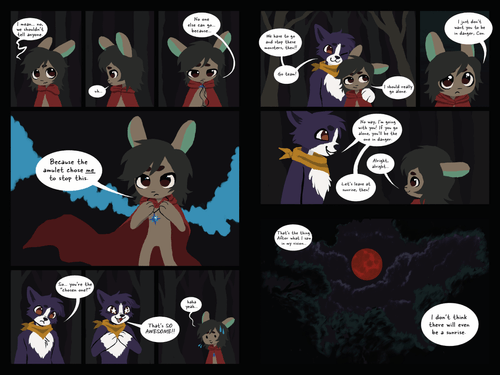 I mean.. no,
we shouldn't
tell anyone
uh..
No one
else can go,
because..
Because the
amulet chose me
to stop this.
So.. you're the
"chosen one?"
That's SO
AWESOME!!
haha
yeah..
We have to go
and stop these
monsters, then!!
Go team!
I should really
go alone
I just don't
want you to be
in danger, Con
No way, I'm going
with you! If you go
alone, you'll be the
one in danger
Alright,
alright..
Let's leave at
sunrise, then!
That's the thing
After what I saw
in my vision..
I don't think
there will even
be a sunrise